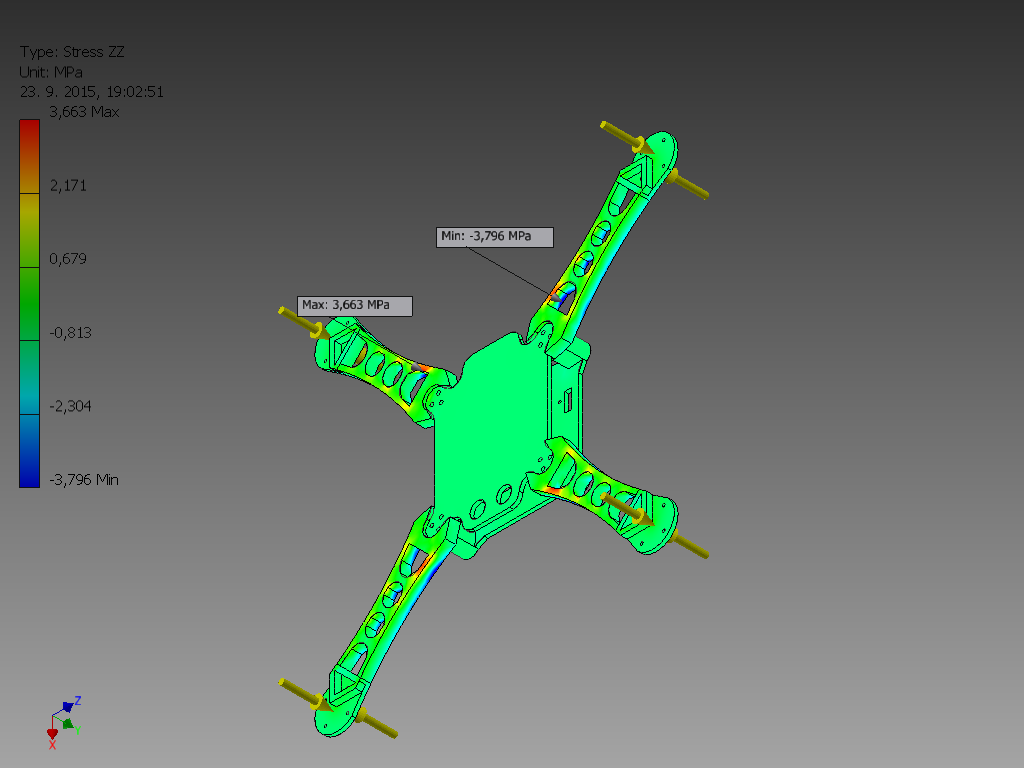 Type: Stress ZZ
Unit: MPa
23. 9. 2015, 19:02:51
3,663 Max
2,171
0,679
-0,813
-2,304
-3,796 Min
Min: -3,796 MPa
Max: 3,663 MPa
Z
Y
X